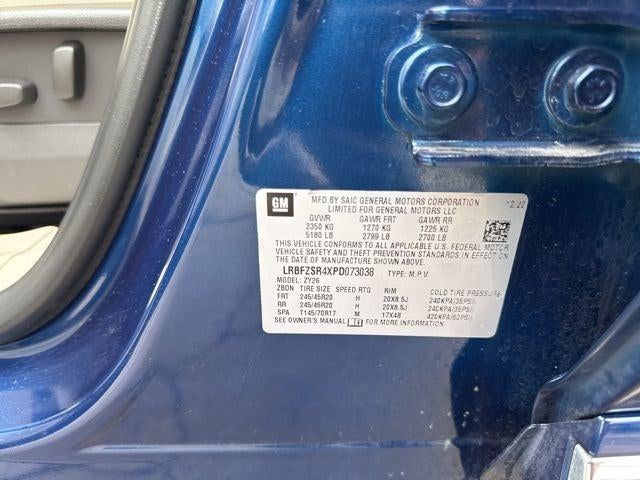 GM
MFD BY SAIC GENERAL MOTORS CORPORATION
LIMITED FOR GENERAL MOTORS LLC
GVWR GAWR FRT GAWR RR
2350 KG 1270 KG 1225 KG
5180 LB 2799 LB 2700 LB
THIS VEHICLE CONFORMS TO ALL APPLICABLE U.S. FEDERAL MOTOR
VEHICLE SAFETY, BUMPER, AND THEFT PREVENTION
STANDARDS IN EFFECT ON THE DATE OF
MANUFACTURE SHOWN ABOVE.
LRBFZSR4XPD073038 TYPE: M.P.V.
MODEL: ZY26
ZBDN TIRE SIZE SPEED RTG RIM COLD TIRE PRESSURE
FRT 245/45R20 H 20X8.5J 240KPA(35PSI)
RR 245/45R20 H 20X8.5J 240KPA(35PSI)
SPA T145/70R17 M 17X4B 420KPA(60PSI)
SEE OWNER'S MANUAL FOR MORE INFORMATION